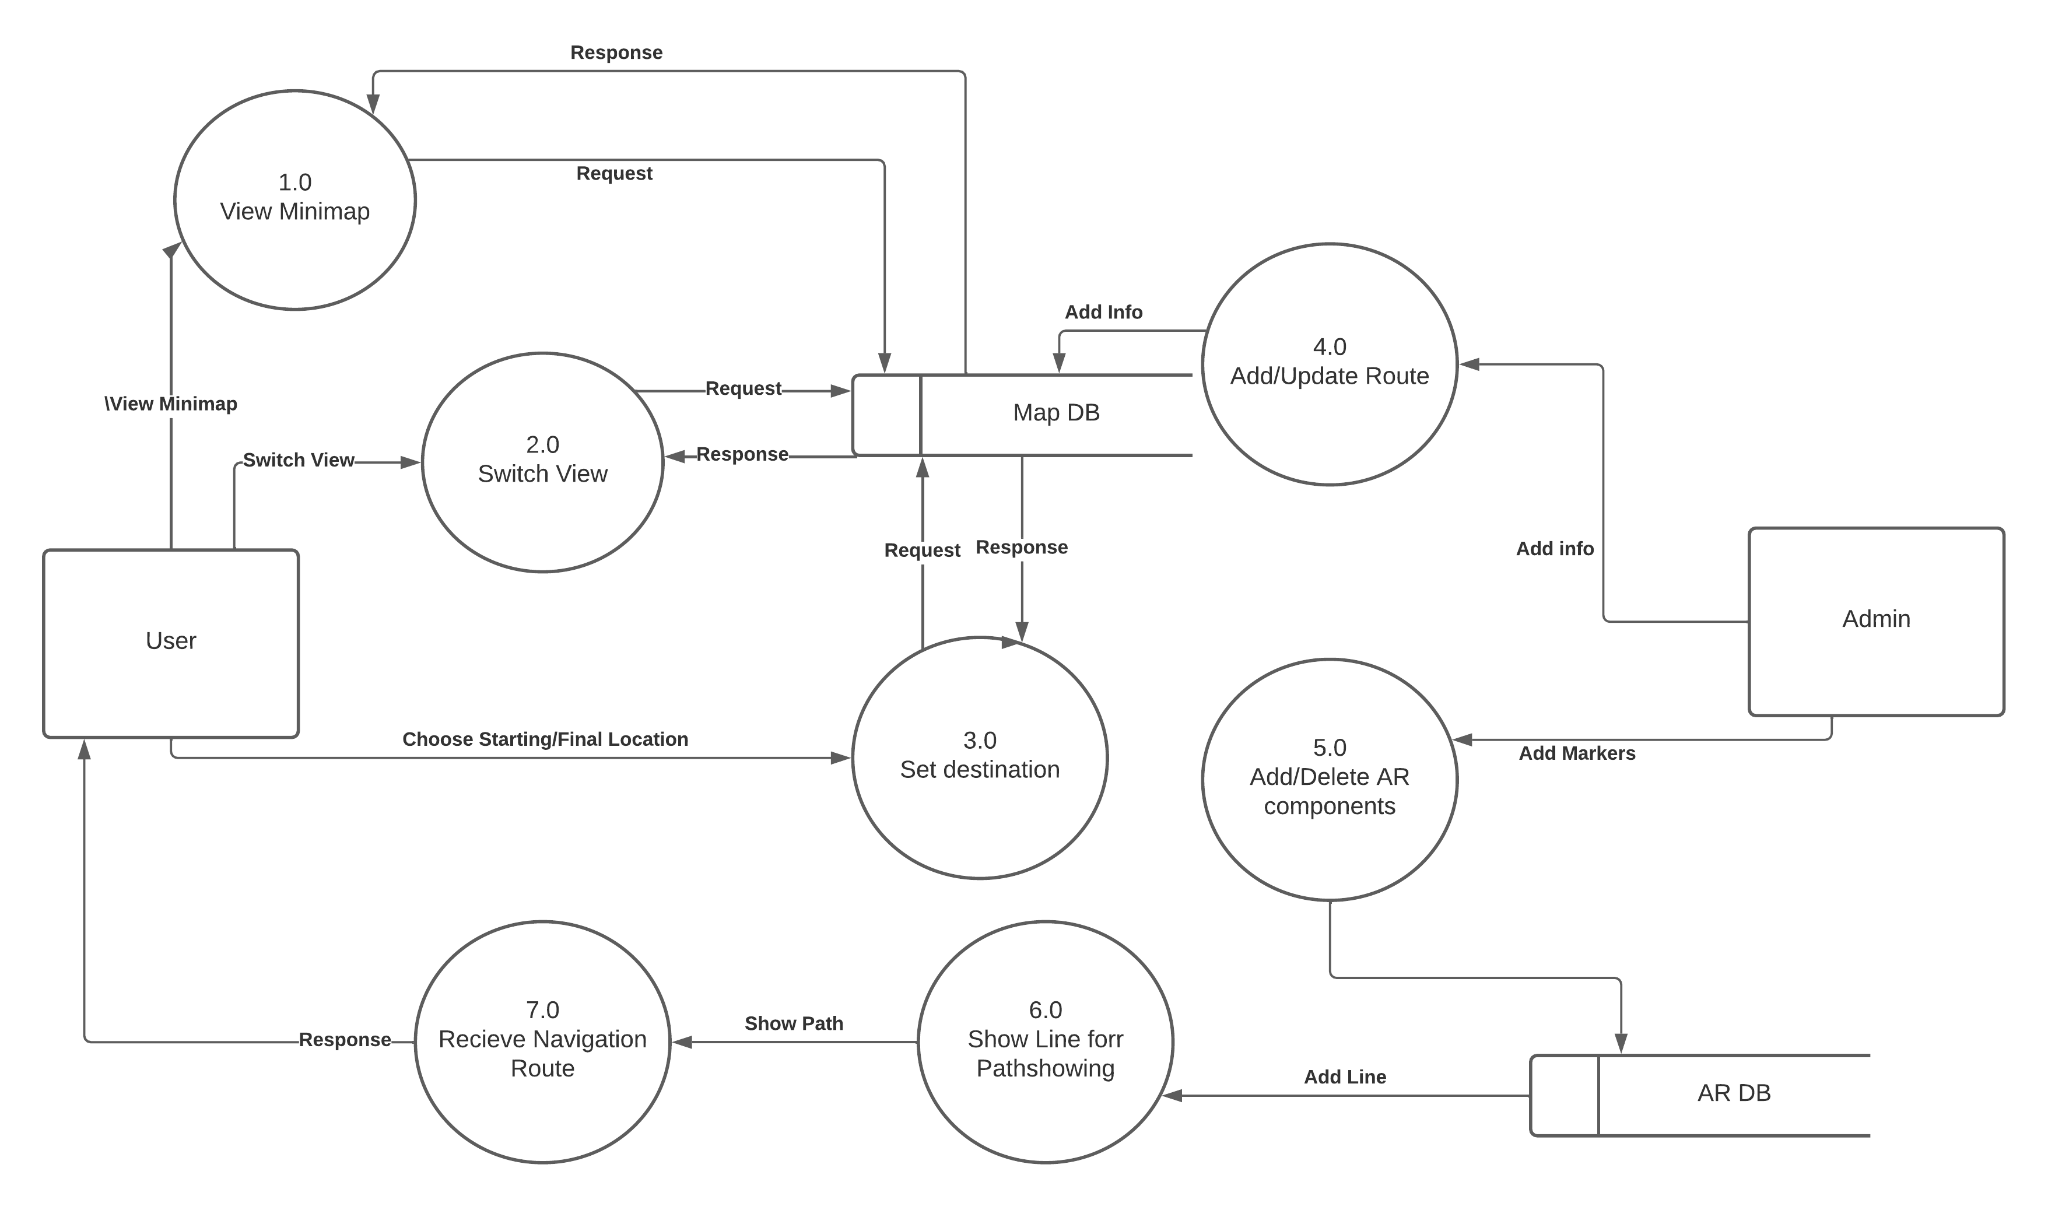 Response
Request
1.0
View Minimap
Add Info
4.0
Add/Update Route
\View Minimap
Request
Map DB
2.0
Switch View
Switch View
Response
Request
Response
Add info
User
Admin
Choose Starting/Final Location
3.0
Set destination
5.0
Add/Delete AR
components
Add Markers
7.0
Recieve Navigation
Route
Response
Show Path
6.0
Show Line forr
Pathshowing
Add Line
AR DB